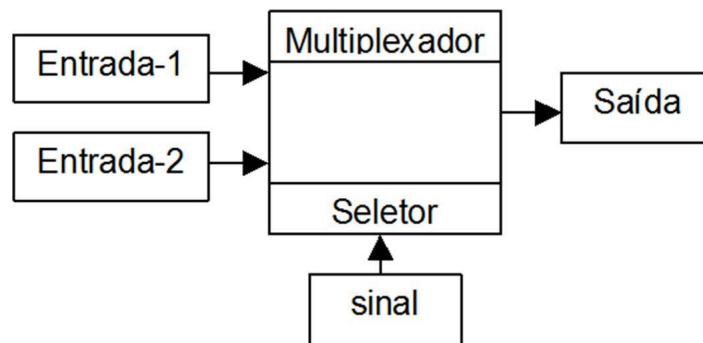 Entrada-1
Entrada-2
Multiplexador
Seletor
sinal
Saída